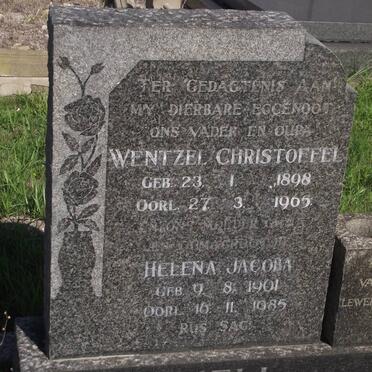 TER GEDAGTENIS AAN
MY DIERBARE EGGENOOT
ONS VADER EN OUPA
WENTZEL CHRISTOFFEL
GEB. 23. 1. 1898
OORL. 27. 3. 1965
HELENA JACOBA
GEB. 9. 8. 1901
OORL. 16. 11. 1985
RUS SAG